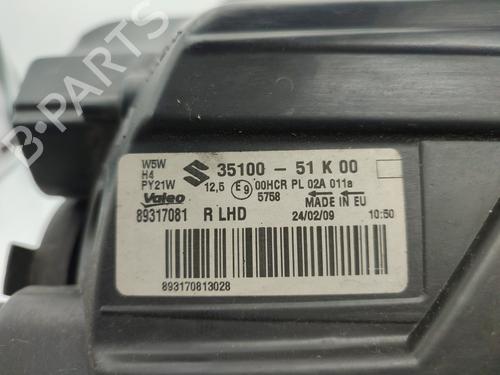 W5W
H4
PY21W
35100 - 51 K 00
12,5 E9 00HCR PL 02A 011a
5758
MADE IN EU
Valeo
89317081 R LHD 24/02/09 10:50
893170813028
B-PARTS